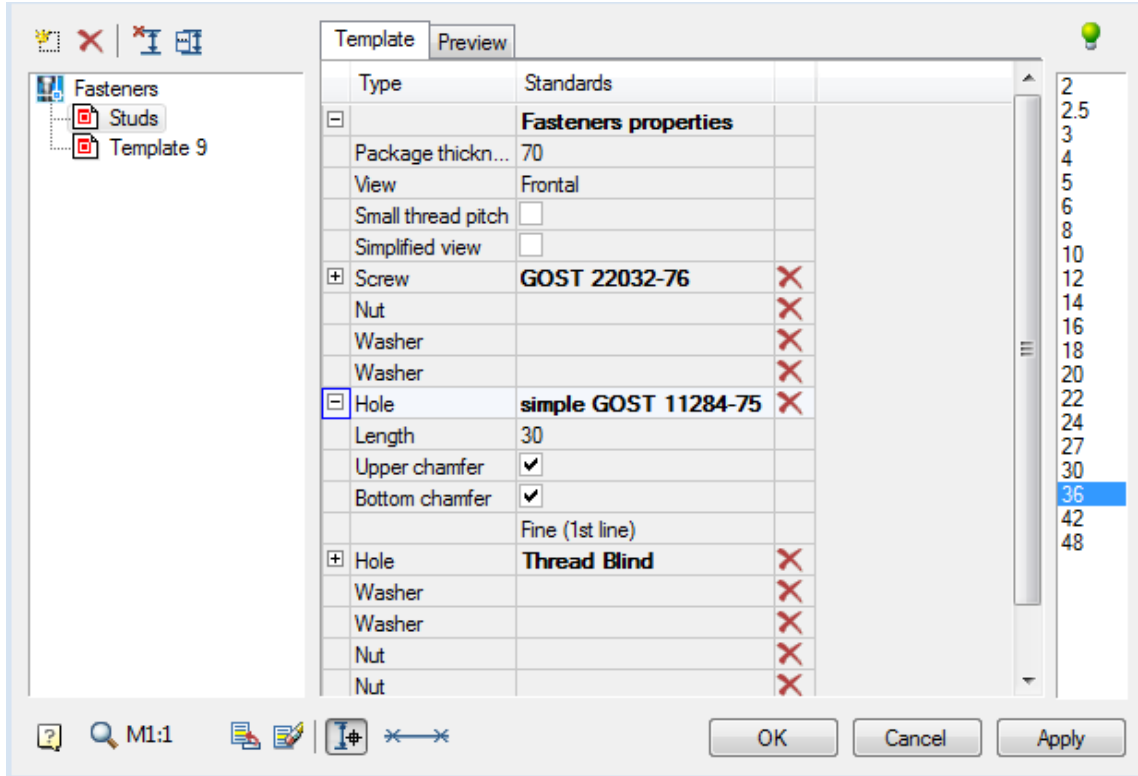 Template Preview
Fasteners
Studs
Template 9
Type Standards
Fasteners properties
Package thickn... 70
View Frontal
Small thread pitch
Simplified view
Screw GOST 22032-76
Nut
Washer
Washer
Hole simple GOST 11284-75
Length 30
Upper chamfer
Bottom chamfer
Fine (1st line)
Hole Thread Blind
Washer
Washer
Nut
Nut
2
2.5
3
4
5
6
8
10
12
14
16
18
20
22
24
27
30
36
42
48
M1:1
OK Cancel Apply